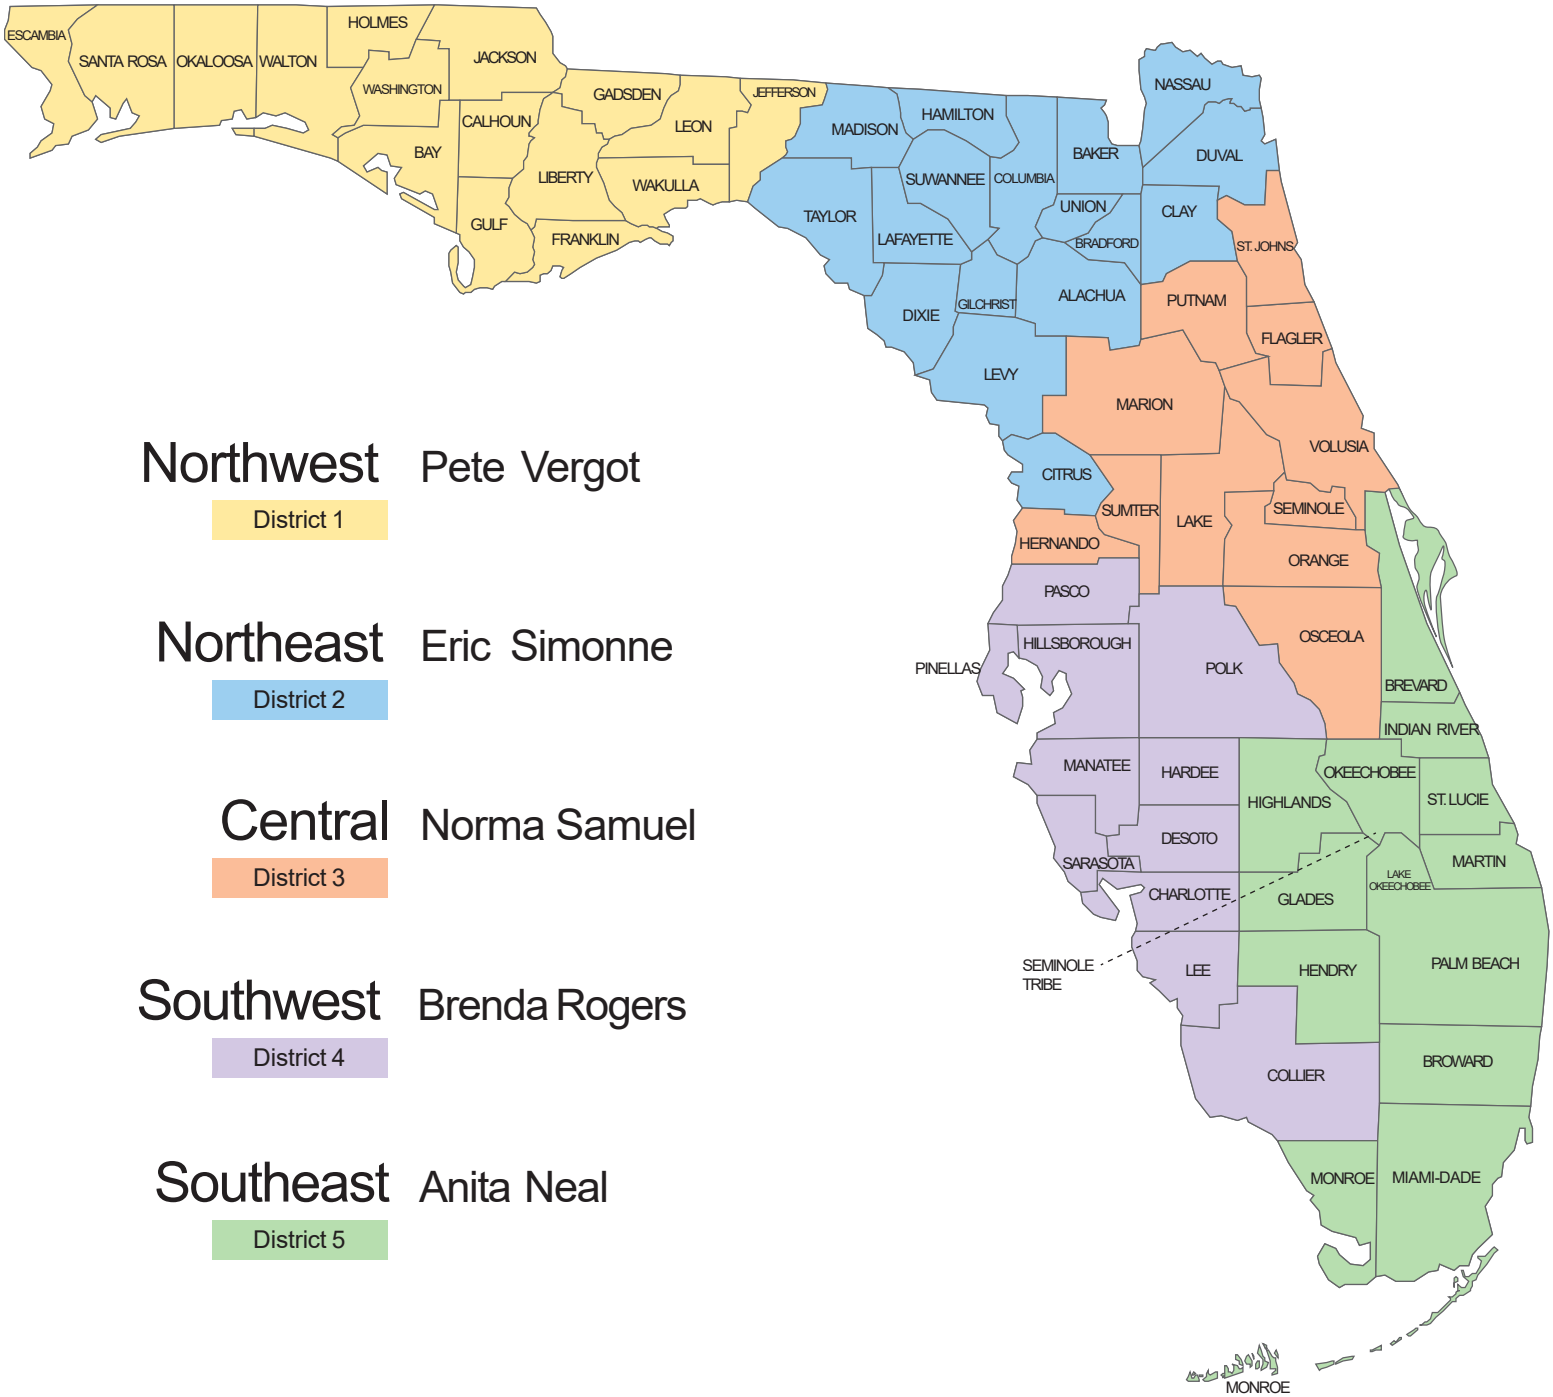 ESCAMBIA
SANTA ROSA
OKALOOSA
WALTON
HOLMES
WASHINGTON
JACKSON
BAY
CALHOUN
GULF
LIBERTY
GADSDEN
FRANKLIN
LEON
WAKULLA
JEFFERSON
MADISON
TAYLOR
HAMILTON
SUWANNEE
LAFAYETTE
DIXIE
COLUMBIA
GILCHRIST
LEVY
BAKER
UNION
BRADFORD
ALACHUA
NASSAU
DUVAL
CLAY
ST. JOHNS
PUTNAM
FLAGLER
MARION
VOLUSIA
CITRUS
SUMTER
LAKE
SEMINOLE
HERNANDO
ORANGE
PASCO
OSCEOLA
HILLSBOROUGH
PINELLAS
POLK
BREVARD
INDIAN RIVER
MANATEE
HARDEE
HIGHLANDS
OKEECHOBEE
ST. LUCIE
DESOTO
SARASOTA
MARTIN
LAKE
OKEECHOBEE
CHARLOTTE
GLADES
SEMINOLE
TRIBE
LEE
HENDRY
PALM BEACH
COLLIER
BROWARD
MONROE
MIAMI-DADE
MONROE
Northwest Pete Vergot
District 1
Northeast Eric Simonne
District 2
Central Norma Samuel
District 3
Southwest Brenda Rogers
District 4
Southeast Anita Neal
District 5